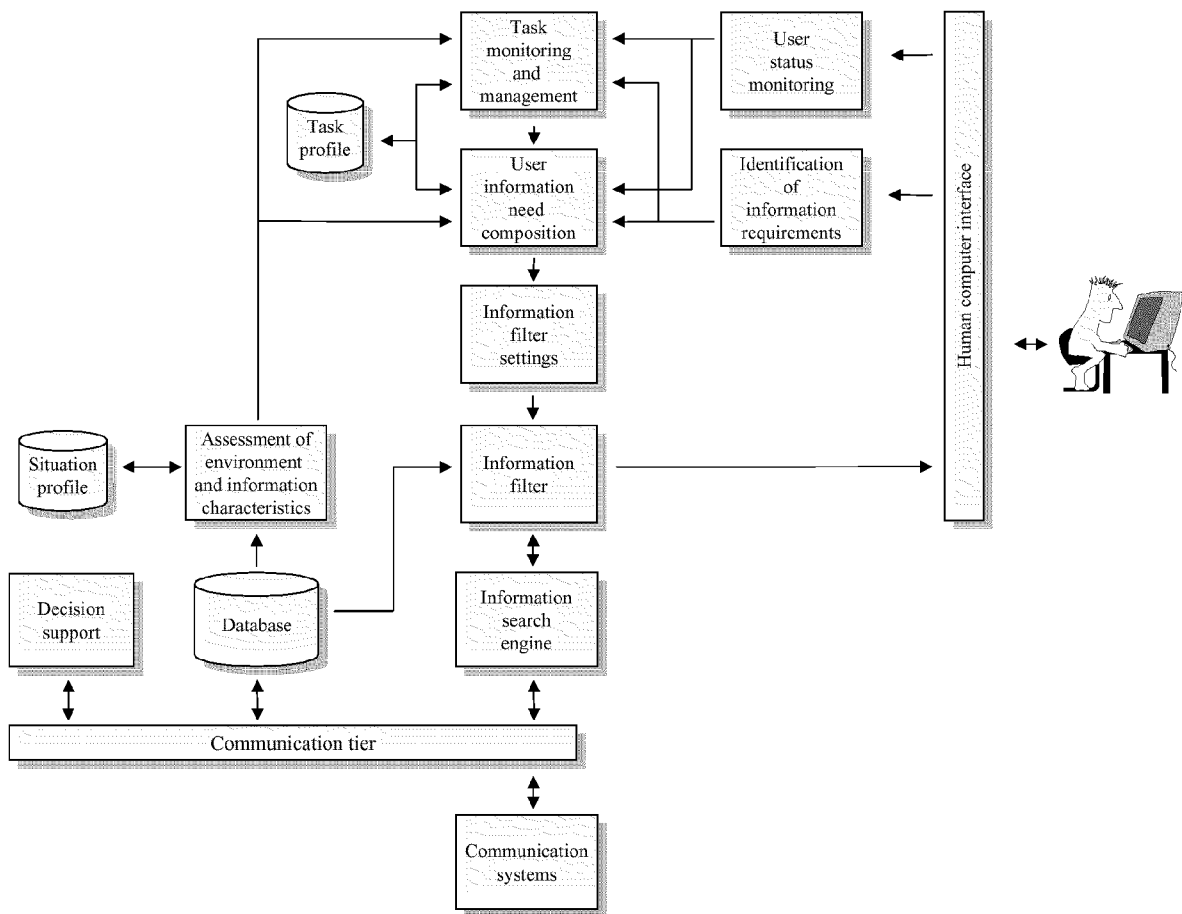 Task
monitoring
and
management
User
status
monitoring
Task
profile
User
information
need
composition
Identification
of
information
requirements
Human computer interface
Information
filter
settings
Situation
profile
Assessment of
environment
and information
characteristics
Information
filter
Decision
support
Database
Information
search
engine
Communication tier
Communication
systems